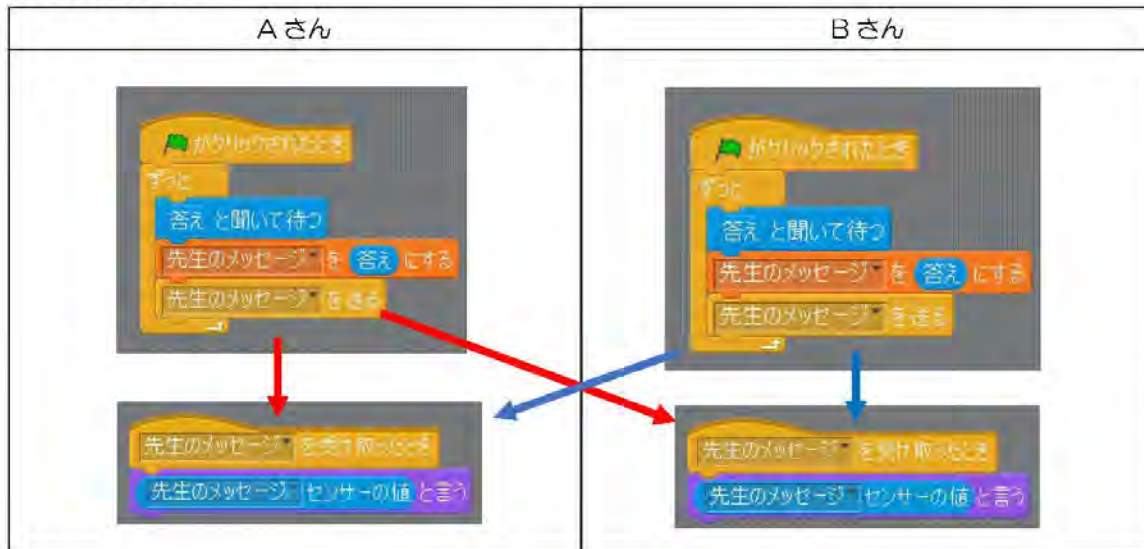 Aさん
Bさん
がクリックされたとき
ずっと
答え と聞いて待つ
先生のメッセージ を 答え にする
先生のメッセージ を送る
がクリックされたとき
ずっと
答え と聞いて待つ
先生のメッセージ を 答え にする
先生のメッセージ を送る
先生のメッセージ を受け取ったとき
先生のメッセージ センサーの値 と言う
先生のメッセージ を受け取ったとき
先生のメッセージ センサーの値 と言う